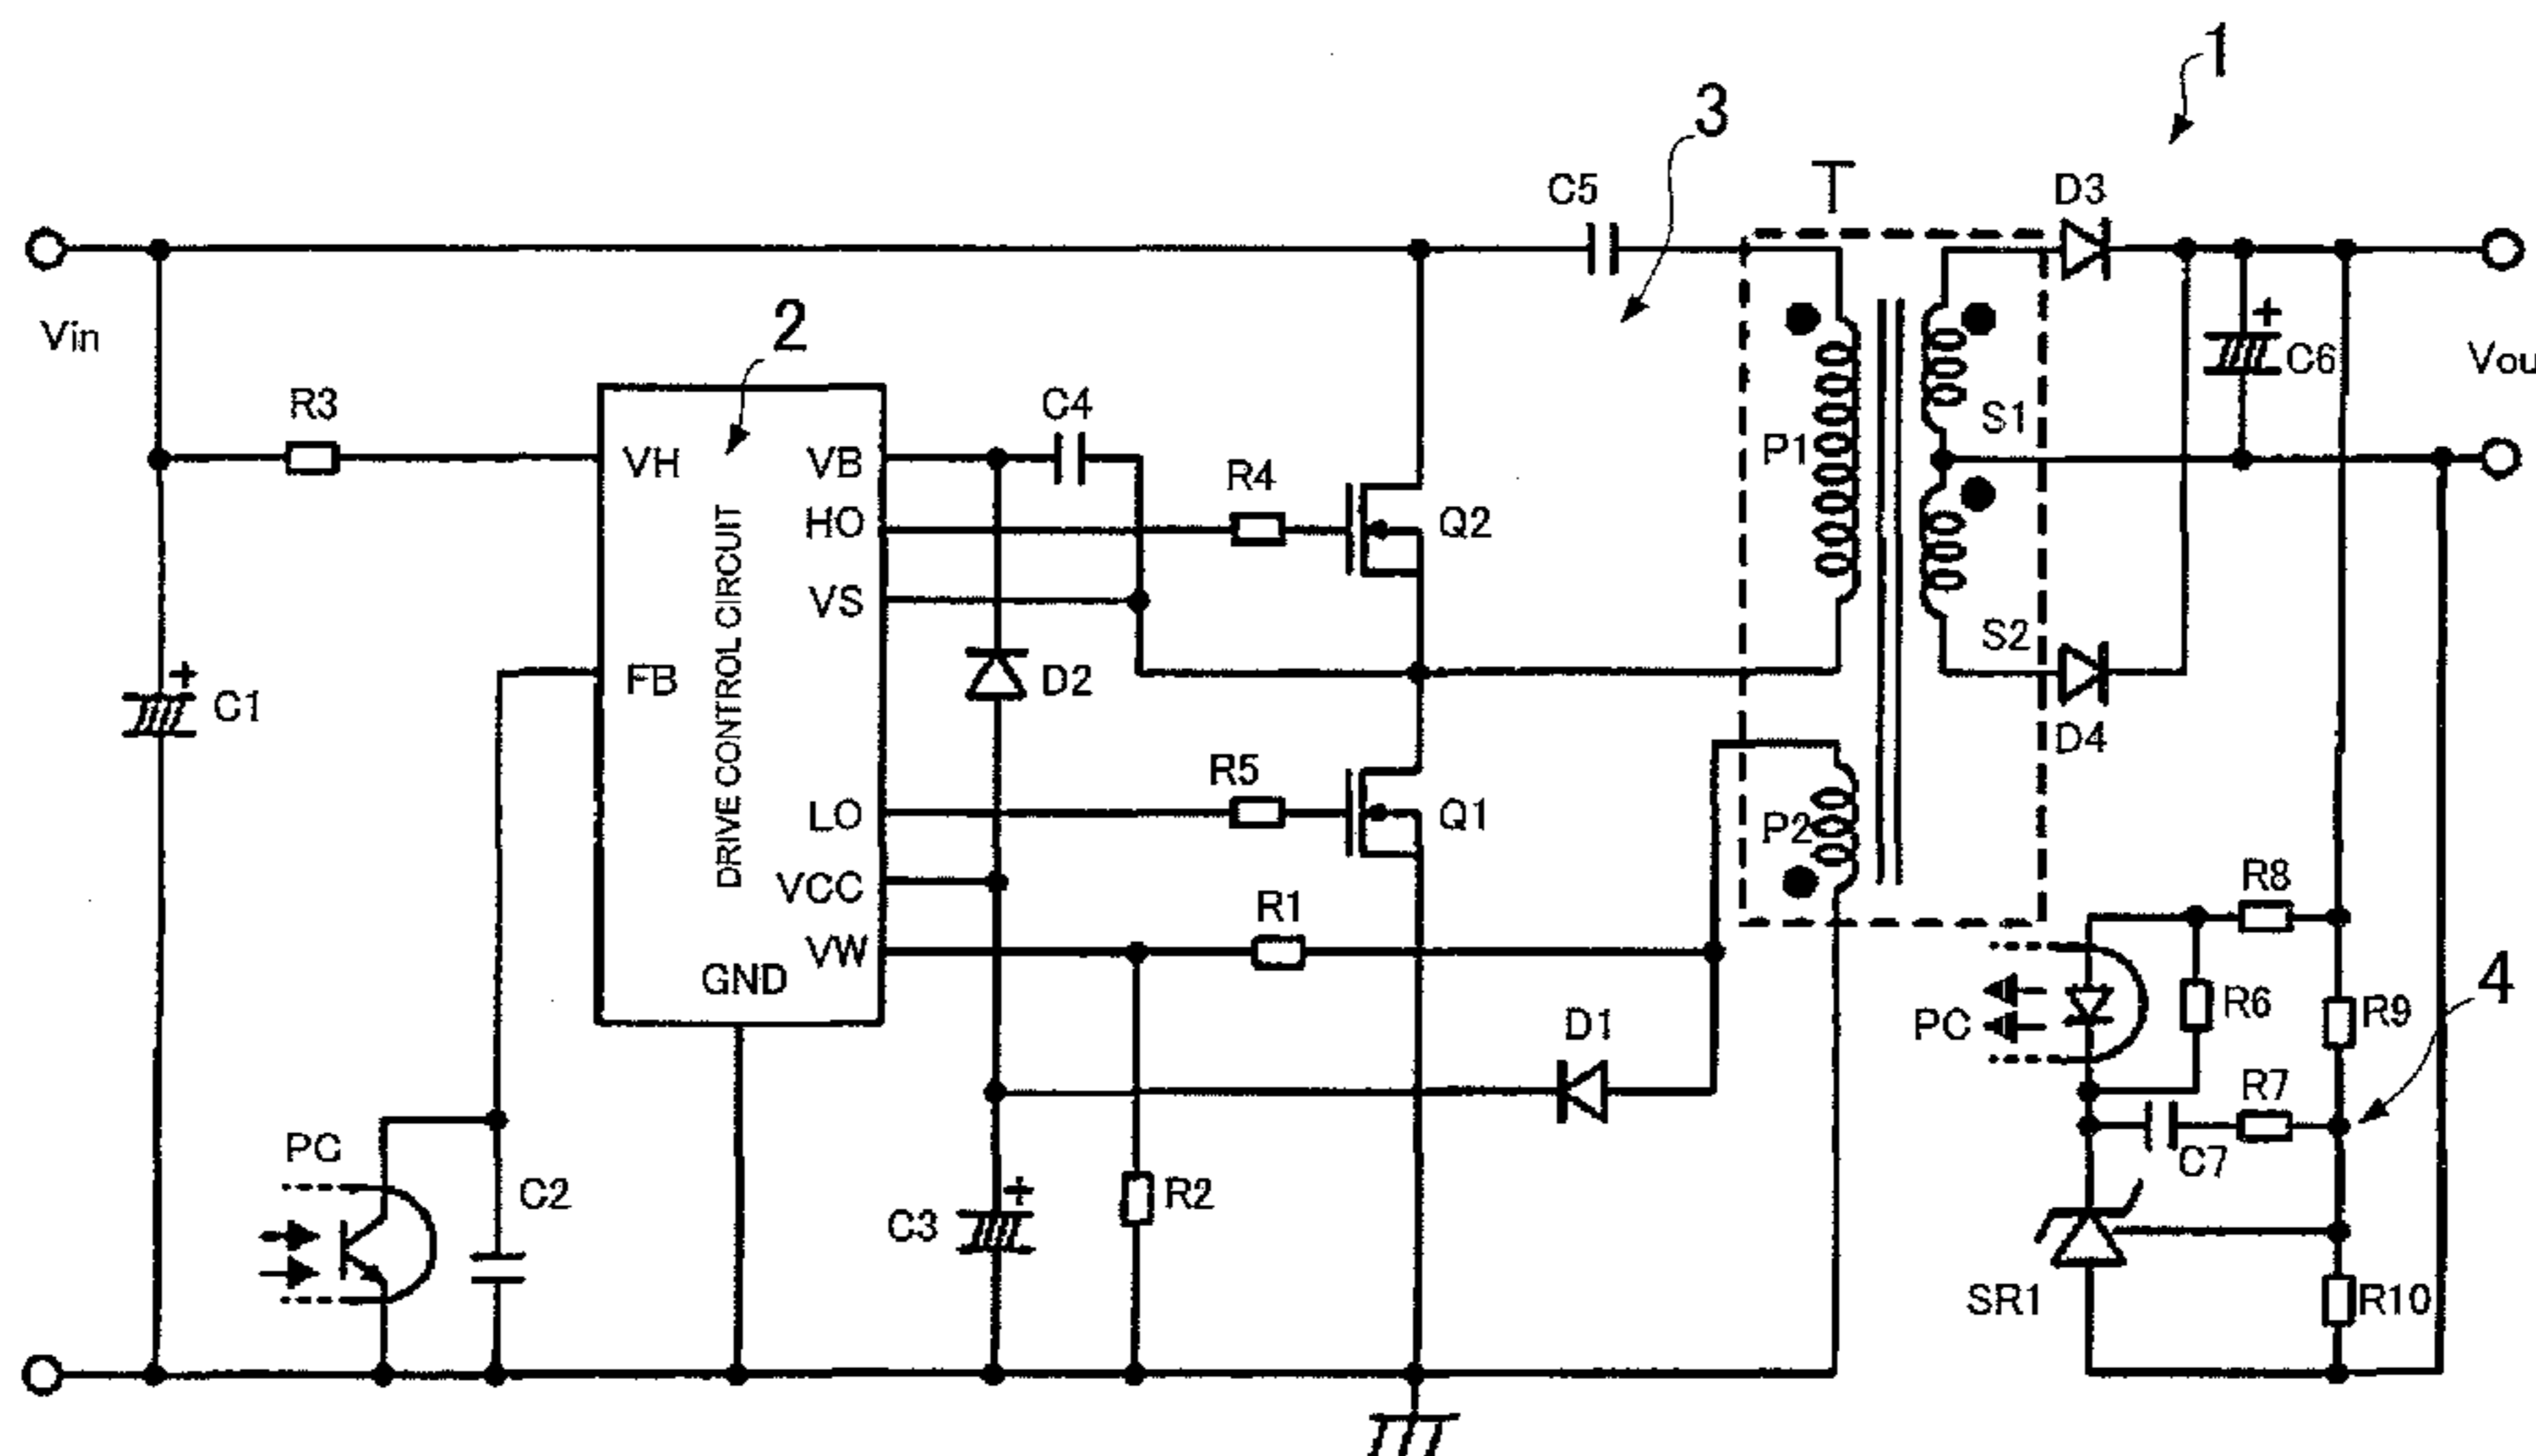 1
3
T
C5
D3
Vin
2
C6
Vou
R3
C4
S1
VH
VB
P1
R4
HO
Q2
VS
S2
DRIVE CONTROL CIRCUIT
FB
D2
C1
D4
R5
LO
Q1
P2
VCC
R8
R1
VW
GND
4
PC
R6
R9
D1
R7
PC
C7
C2
R2
C3
SR1
R10
+
+
+